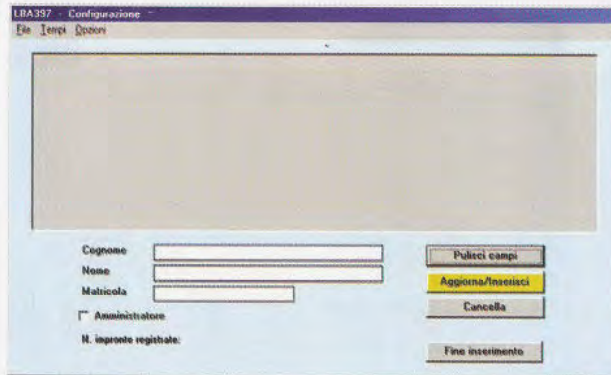 LBA397 - Configurazione
File Tempi Opzioni
Cognome
Nome
Matricola
Amministratore
N. impronte registrate:
Pulisci campi
Aggiorna/Inserisci
Cancella
Fine inserimento